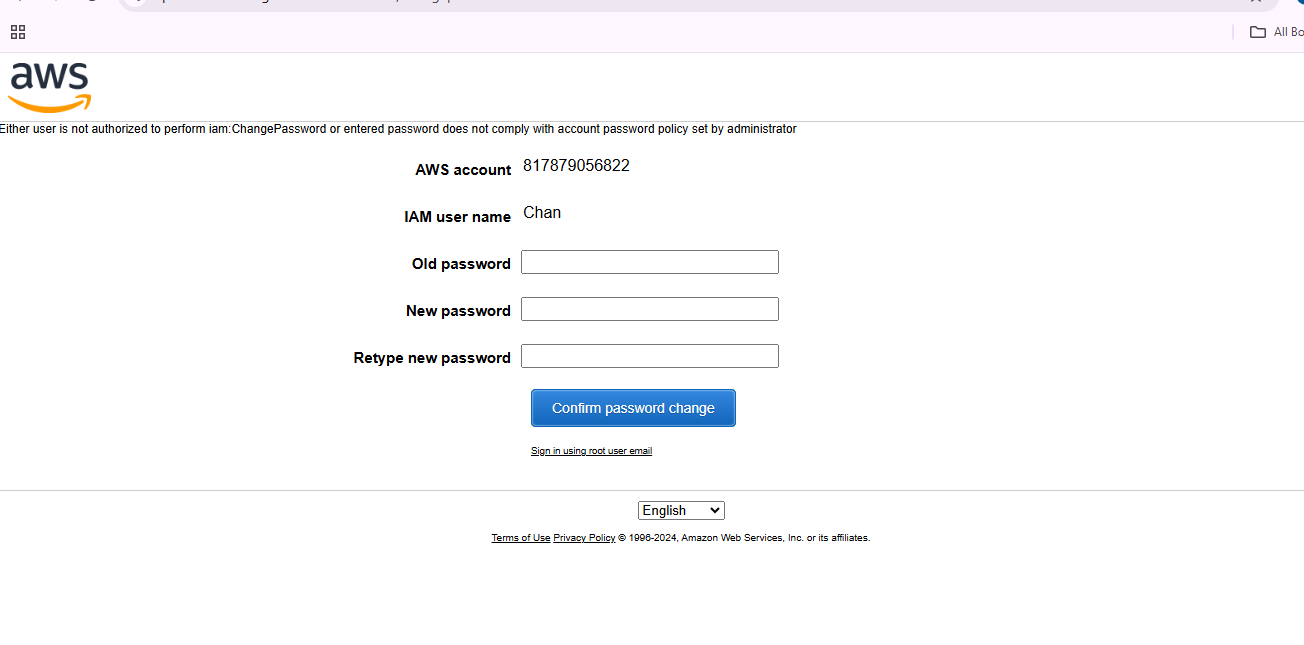 All Bo
aws
Either user is not authorized to perform iam:ChangePassword or entered password does not comply with account password policy set by administrator
AWS account 817879056822
IAM user name Chan
Old password
New password
Retype new password
Confirm password change
Sign in using root user email
English
Terms of Use Privacy Policy © 1996-2024, Amazon Web Services, Inc. or its affiliates.